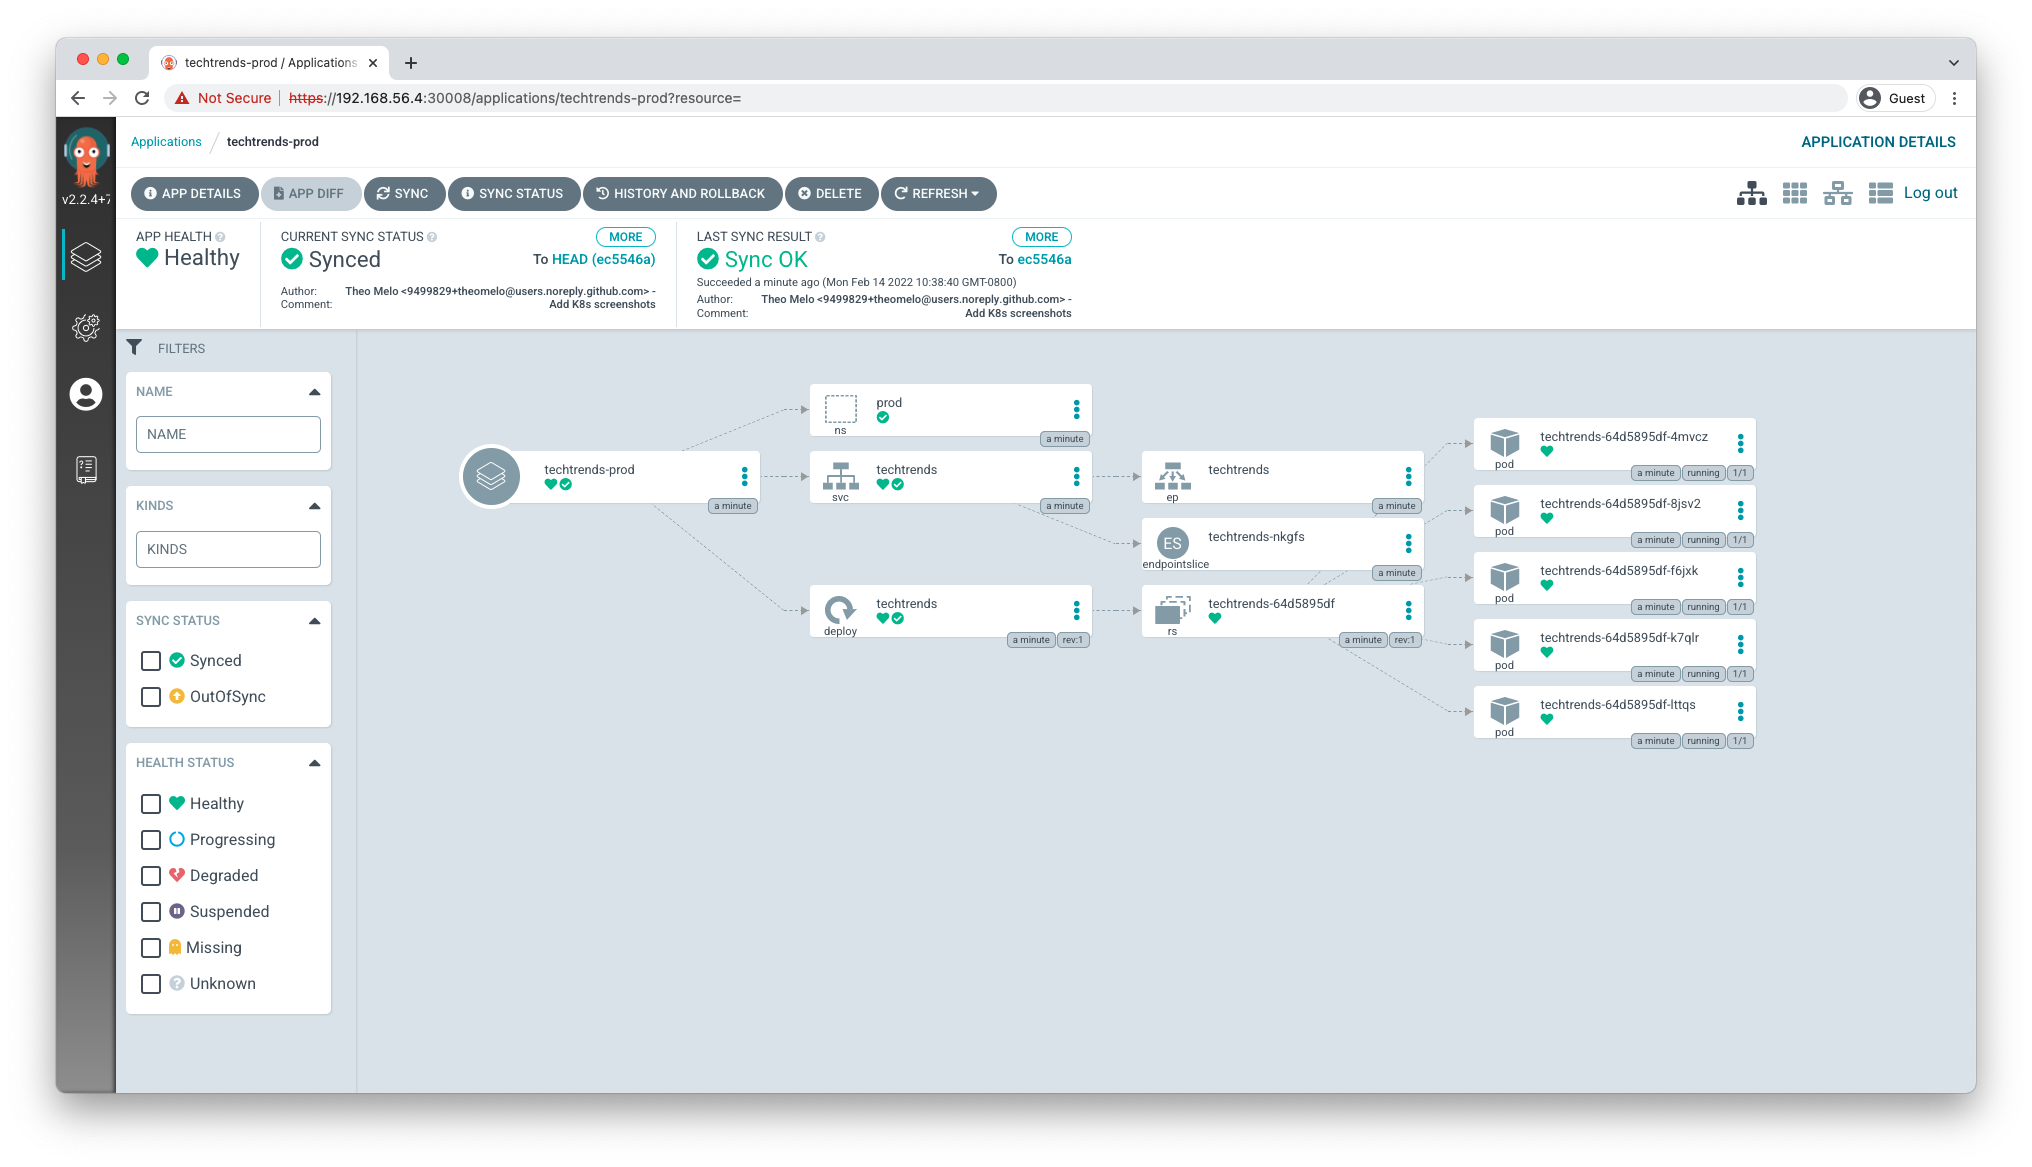 techtrends-prod / Applications
Not Secure https://192.168.56.4:30008/applications/techtrends-prod?resource=
Guest
v2.2.4+7
Applications / techtrends-prod
APPLICATION DETAILS
APP DETAILS APP DIFF SYNC SYNC STATUS HISTORY AND ROLLBACK DELETE REFRESH
Log out
APP HEALTH
Healthy
CURRENT SYNC STATUS MORE
Synced To HEAD (ec5546a)
Author: Theo Melo <9499829+theomelo@users.noreply.github.com> -
Comment: Add K8s screenshots
LAST SYNC RESULT MORE
Sync OK To ec5546a
Succeeded a minute ago (Mon Feb 14 2022 10:38:40 GMT-0800)
Author: Theo Melo <9499829+theomelo@users.noreply.github.com> -
Comment: Add K8s screenshots
FILTERS
NAME
NAME
KINDS
KINDS
SYNC STATUS
Synced
OutOfSync
HEALTH STATUS
Healthy
Progressing
Degraded
Suspended
Missing
Unknown
techtrends-prod
a minute
prod
ns
a minute
techtrends
svc
a minute
techtrends
deploy
a minute rev:1
techtrends
ep
a minute
ES
techtrends-nkgfs
endpointslice
a minute
techtrends-64d5895df
rs
a minute rev:1
techtrends-64d5895df-4mvcz
pod
a minute running 1/1
techtrends-64d5895df-8jsv2
pod
a minute running 1/1
techtrends-64d5895df-f6jxk
pod
a minute running 1/1
techtrends-64d5895df-k7qlr
pod
a minute running 1/1
techtrends-64d5895df-lttqs
pod
a minute running 1/1